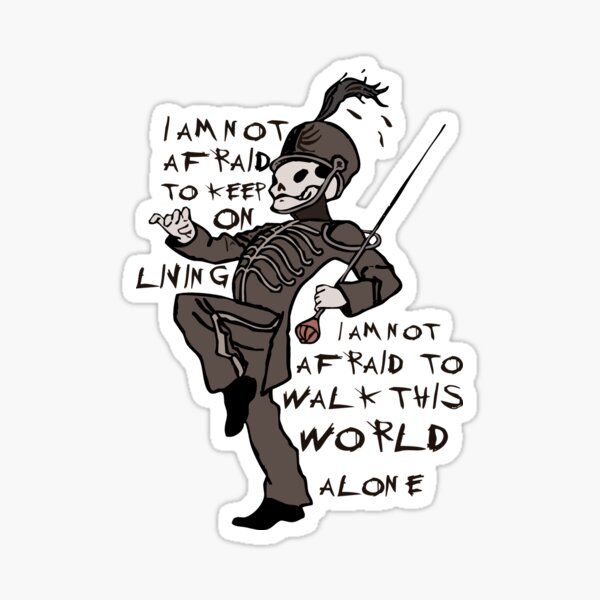 I AM NOT
AFRAID
TO KEEP
ON
LIVING
I AM NOT
AFRAID TO
WALK THIS
WORLD
ALONE